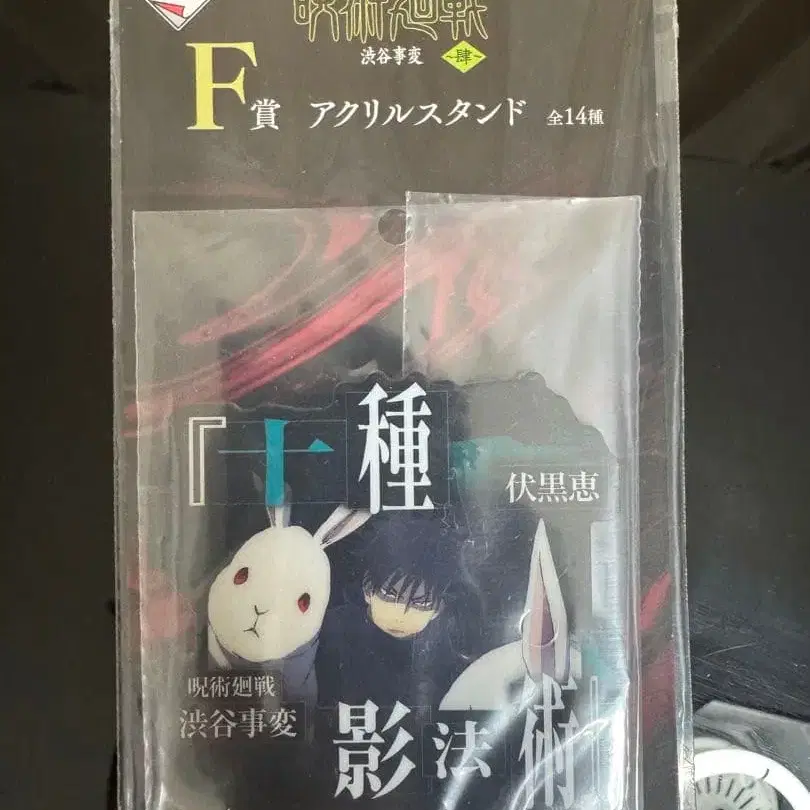 呪術廻戦
渋谷事変 ～肆～
F賞 アクリルスタンド 全14種
『十種
伏黒恵
呪術廻戦
渋谷事変
影法術』